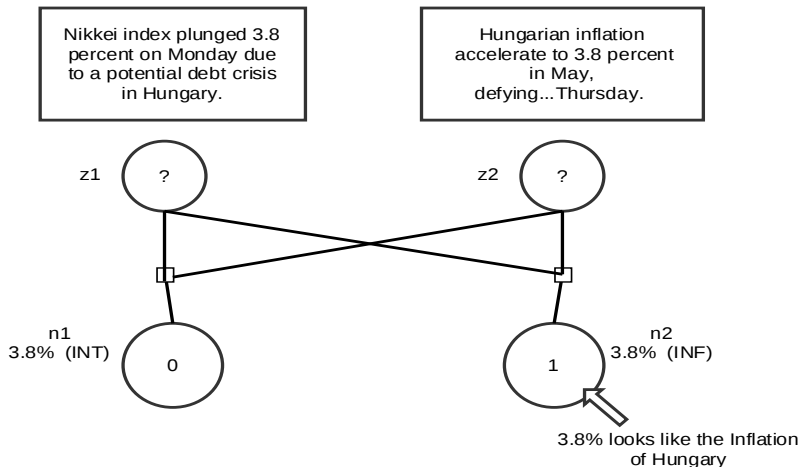 Nikkei index plunged 3.8
percent on Monday due
to a potential debt crisis
in Hungary.
Hungarian inflation
accelerate to 3.8 percent
in May,
defying...Thursday.
z1
?
z2
?
n1
3.8% (INT)
0
n2
3.8% (INF)
1
3.8% looks like the Inflation
of Hungary